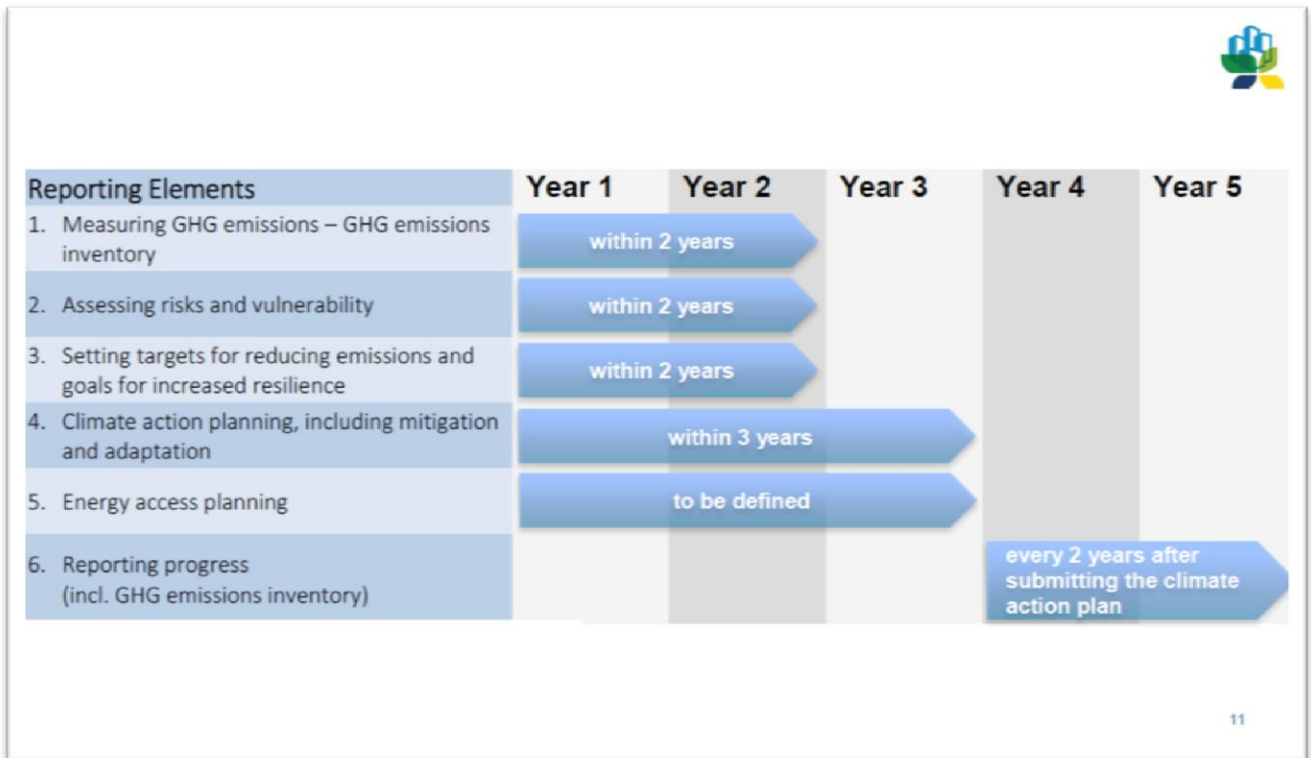 Reporting Elements
Year 1
Year 2
Year 3
Year 4
Year 5
1. Measuring GHG emissions – GHG emissions
inventory
within 2 years
2. Assessing risks and vulnerability
within 2 years
3. Setting targets for reducing emissions and
goals for increased resilience
within 2 years
4. Climate action planning, including mitigation
and adaptation
within 3 years
5. Energy access planning
to be defined
6. Reporting progress
(incl. GHG emissions inventory)
every 2 years after
submitting the climate
action plan
11